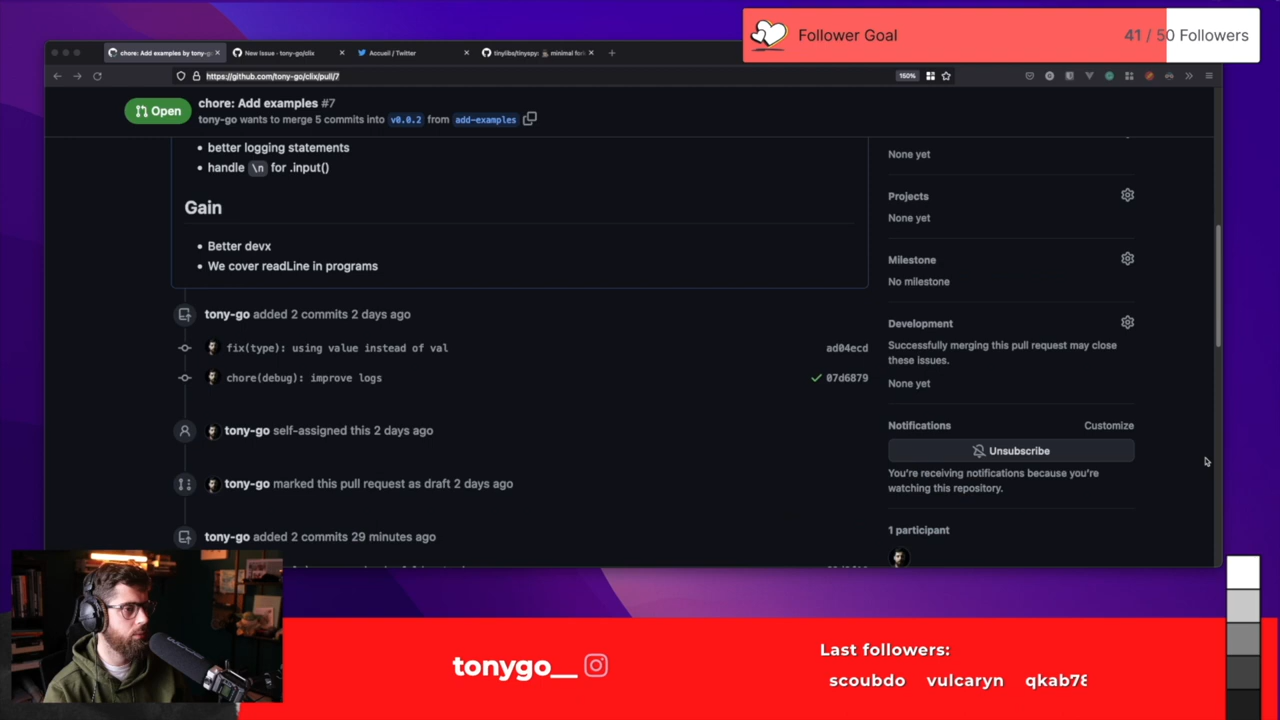 Follower Goal
41 / 50 Followers
chore: Add examples by tony-g
New Issue · tony-go/clix
Accueil / Twitter
tinylibs/tinyspy: minimal for
https://github.com/tony-go/clix/pull/7
150%
Open
chore: Add examples #7
tony-go wants to merge 5 commits into v0.0.2 from add-examples
better logging statements
handle \n for .input()
Gain
Better devx
We cover readLine in programs
tony-go added 2 commits 2 days ago
fix(type): using value instead of val
ad04ecd
chore(debug): improve logs
07d6879
tony-go self-assigned this 2 days ago
tony-go marked this pull request as draft 2 days ago
tony-go added 2 commits 29 minutes ago
None yet
Projects
None yet
Milestone
No milestone
Development
Successfully merging this pull request may close
these issues.
None yet
Notifications
Customize
Unsubscribe
You're receiving notifications because you're
watching this repository.
1 participant
tonygo__
Last followers:
scoubdo vulcaryn qkab78